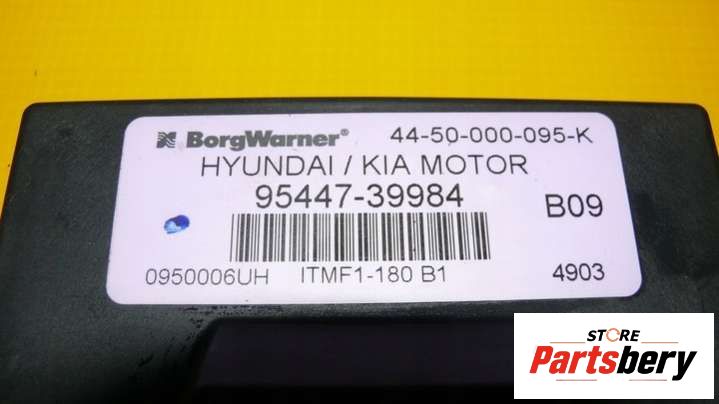 BorgWarner® 44-50-000-095-K
HYUNDAI / KIA MOTOR
95447-39984
B09
0950006UH ITMF1-180 B1 4903
STORE
Partsbery